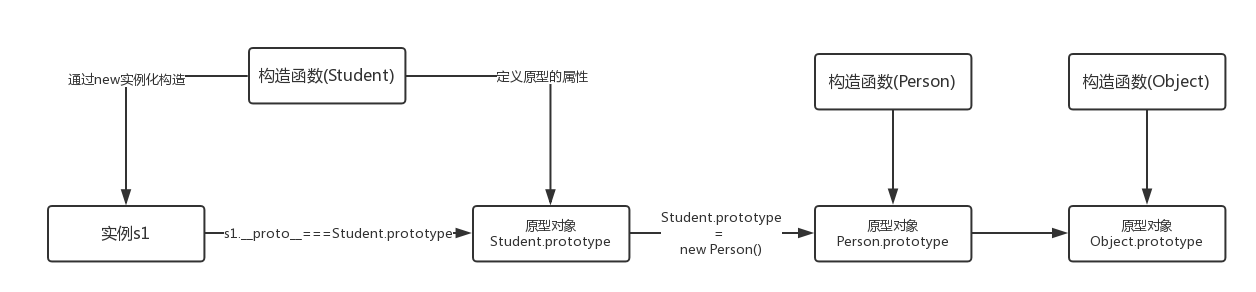 通过new实例化构造
构造函数(Student)
定义原型的属性
构造函数(Person)
构造函数(Object)
实例s1
s1.__proto__===Student.prototype
原型对象
Student.prototype
Student.prototype
=
new Person()
原型对象
Person.prototype
原型对象
Object.prototype